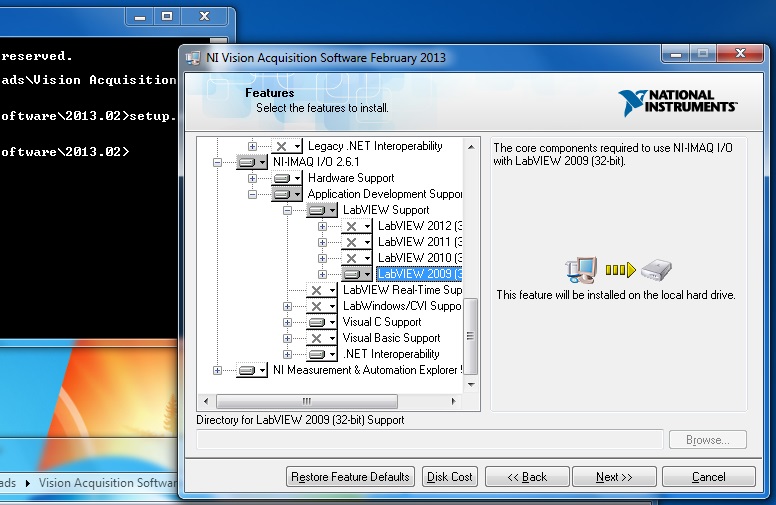 reserved.
ads\Vision Acquisition
oftware\2013.02>setup.
oftware\2013.02>
NI Vision Acquisition Software February 2013
Features
Select the features to install.
NATIONAL
INSTRUMENTS
Legacy .NET Interoperability
NI-IMAQ I/O 2.6.1
Hardware Support
Application Development Suppor
LabVIEW Support
LabVIEW 2012 (3
LabVIEW 2011 (3
LabVIEW 2010 (3
LabVIEW 2009 (3
LabVIEW Real-Time Sup
LabWindows/CVI Suppo
Visual C Support
Visual Basic Support
.NET Interoperability
NI Measurement & Automation Explorer 5
The core components required to use NI-IMAQ I/O
with LabVIEW 2009 (32-bit).
This feature will be installed on the local hard drive.
Directory for LabVIEW 2009 (32-bit) Support
Browse...
Restore Feature Defaults
Disk Cost
<< Back
Next >>
Cancel
ads
Vision Acquisition Softwar